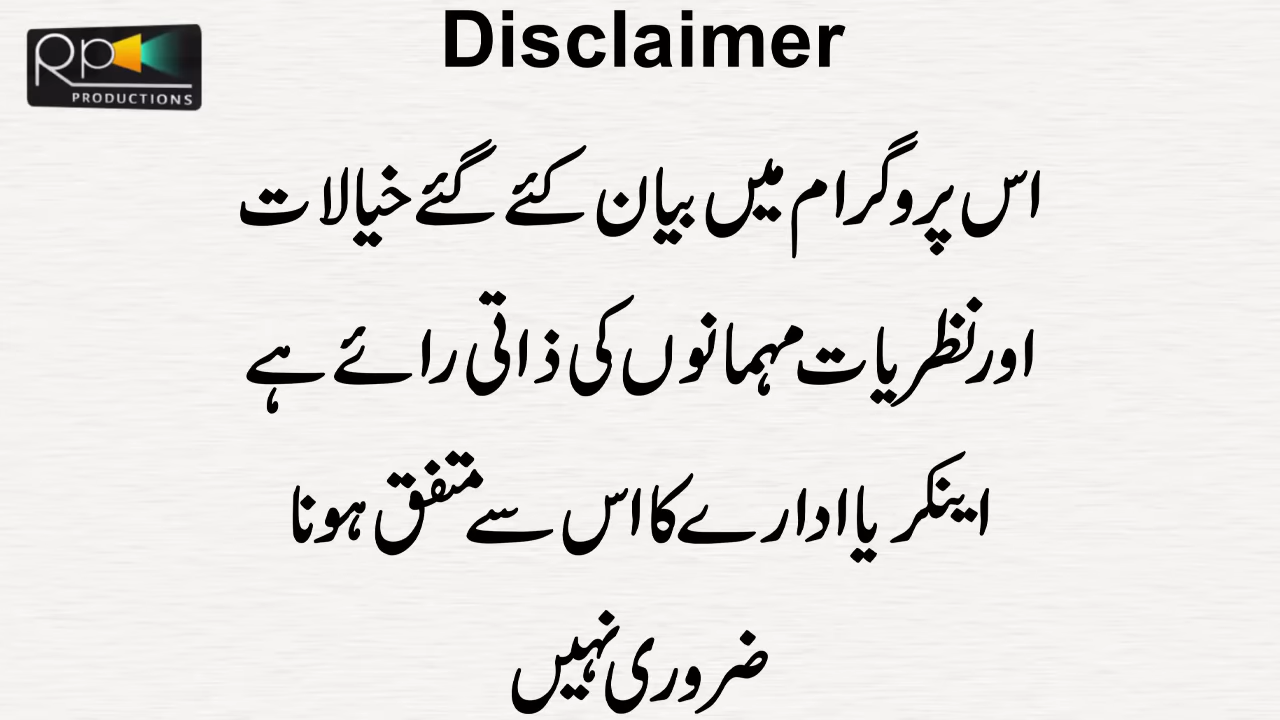 Disclaimer
Rp
PRODUCTIONS
اس پروگرام میں بیان کئے گئے خیالات
اور نظریات مہمانوں کی ذاتی رائے ہے
اینکر یا ادارے کا اس سے متفق ہونا
ضروری نہیں